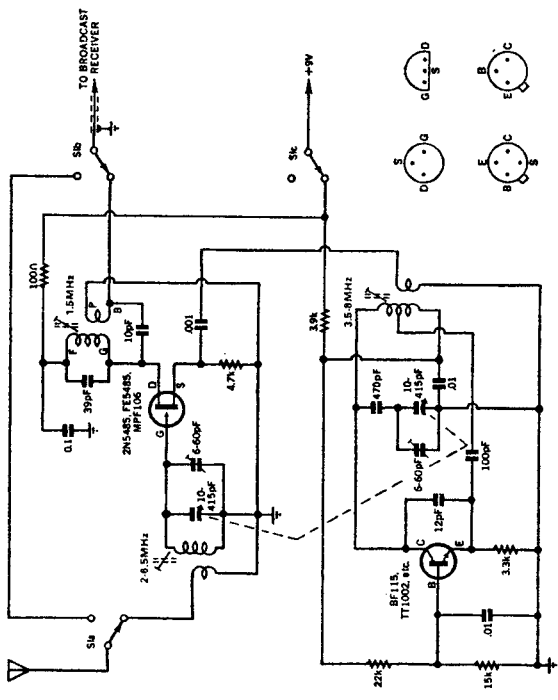 S1a
S1b
TO BROADCAST
RECEIVER
100Ω
1.5MHz
F
G
P
B
39pF
0.1
10pF
2N5485, FE5485,
MPF106
D
G
S
.001
4.7k
2-6.5MHz
10-
415pF
6-60pF
S1c
+9V
3.9k
3.5-8MHz
470pF
10-
415pF
6-60pF
.01
100pF
12pF
BF115,
TT1002, etc.
C
B
E
3.3k
22k
15k
.01
S
D
G
G
S
D
E
B
C
S
B
E
C